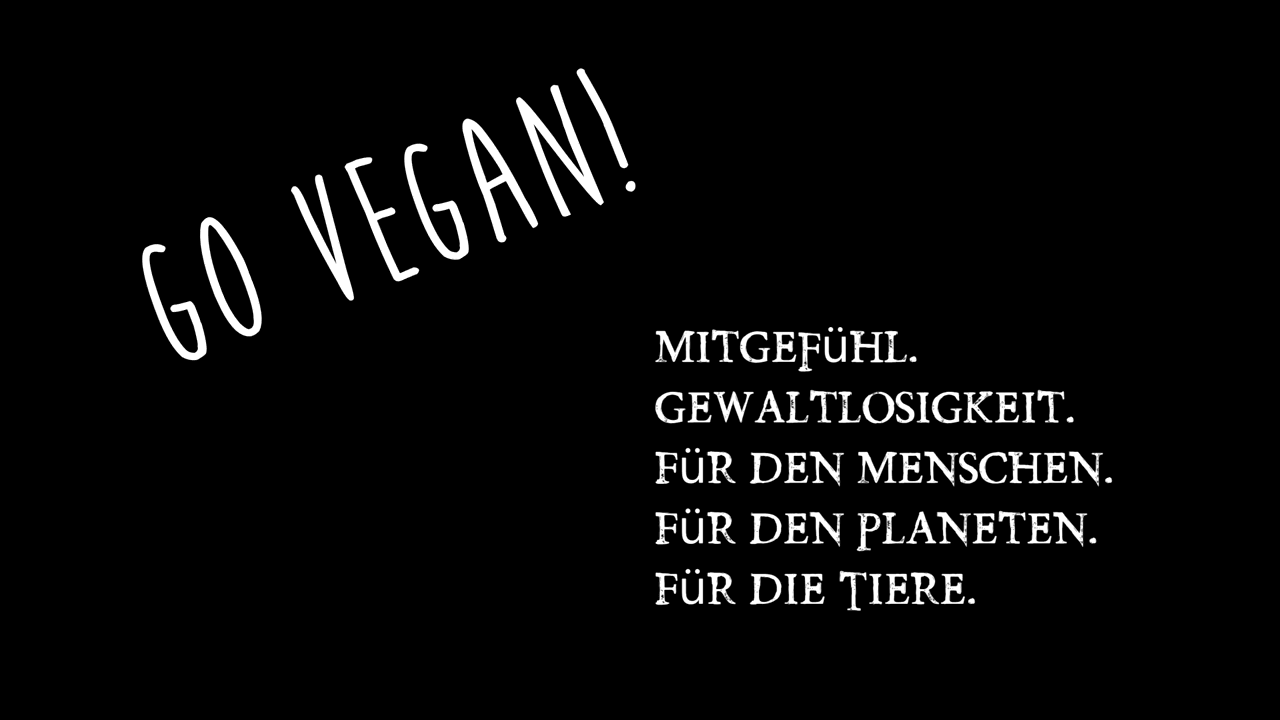 GO VEGAN!
MITGEFÜHL.
GEWALTLOSIGKEIT.
FÜR DEN MENSCHEN.
FÜR DEN PLANETEN.
FÜR DIE TIERE.